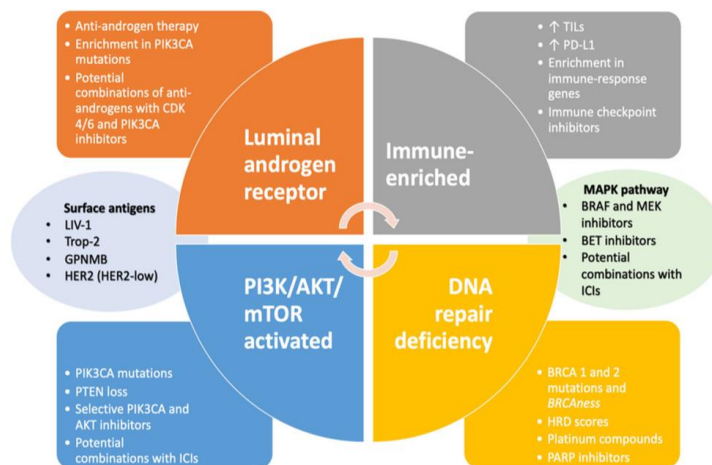 • Anti-androgen therapy
• Enrichment in PIK3CA
mutations
• Potential
combinations of anti-
androgens with CDK
4/6 and PIK3CA
inhibitors
• ↑ TILs
• ↑ PD-L1
• Enrichment in
immune-response
genes
• Immune checkpoint
inhibitors
Luminal
androgen
receptor
Immune-
enriched
Surface antigens
• LIV-1
• Trop-2
• GPNMB
• HER2 (HER2-low)
MAPK pathway
• BRAF and MEK
inhibitors
• BET inhibitors
• Potential
combinations with
ICIs
PI3K/AKT/
mTOR
activated
DNA
repair
deficiency
• PIK3CA mutations
• PTEN loss
• Selective PIK3CA and
AKT inhibitors
• Potential
combinations with ICIs
• BRCA 1 and 2
mutations and
BRCAness
• HRD scores
• Platinum compounds
• PARP inhibitors